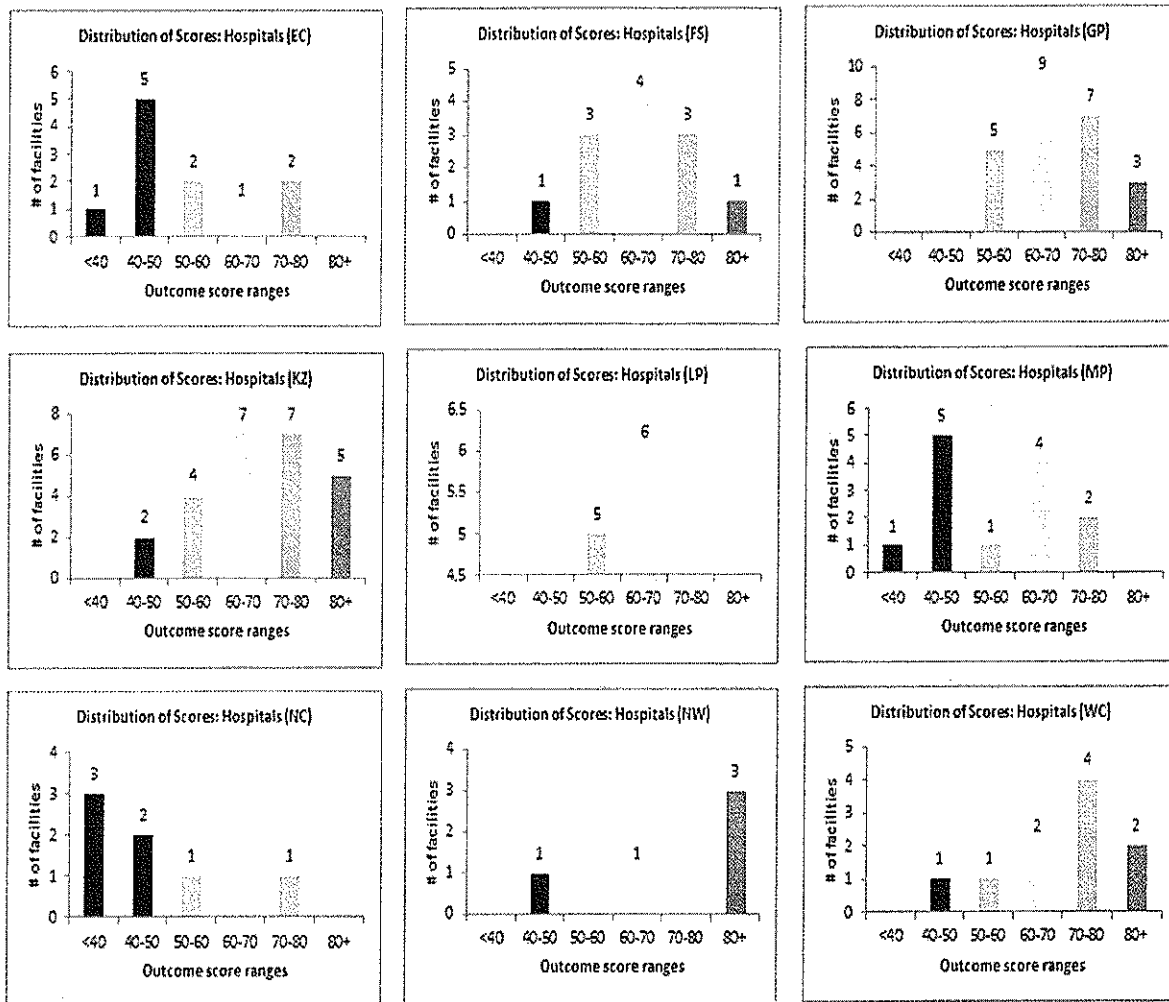 Distribution of Scores: Hospitals (EC)
# of facilities
6
5
4
3
2
1
0
1
5
2
1
2
<40 40-50 50-60 60-70 70-80 80+
Outcome score ranges
Distribution of Scores: Hospitals (FS)
# of facilities
5
4
3
2
1
0
1
3
4
3
1
<40 40-50 50-60 60-70 70-80 80+
Outcome score ranges
Distribution of Scores: Hospitals (GP)
# of facilities
10
8
6
4
2
0
5
9
7
3
<40 40-50 50-60 60-70 70-80 80+
Outcome score ranges
Distribution of Scores: Hospitals (KZ)
# of facilities
8
6
4
2
0
2
4
7
7
5
<40 40-50 50-60 60-70 70-80 80+
Outcome score ranges
Distribution of Scores: Hospitals (LP)
# of facilities
6.5
6
5.5
5
4.5
5
6
<40 40-50 50-60 60-70 70-80 80+
Outcome score ranges
Distribution of Scores: Hospitals (MP)
# of facilities
6
5
4
3
2
1
0
1
5
1
4
2
<40 40-50 50-60 60-70 70-80 80+
Outcome score ranges
Distribution of Scores: Hospitals (NC)
# of facilities
4
3
2
1
0
3
2
1
1
<40 40-50 50-60 60-70 70-80 80+
Outcome score ranges
Distribution of Scores: Hospitals (NW)
# of facilities
4
3
2
1
0
1
1
3
<40 40-50 50-60 60-70 70-80 80+
Outcome score ranges
Distribution of Scores: Hospitals (WC)
# of facilities
5
4
3
2
1
0
1
1
2
4
2
<40 40-50 50-60 60-70 70-80 80+
Outcome score ranges